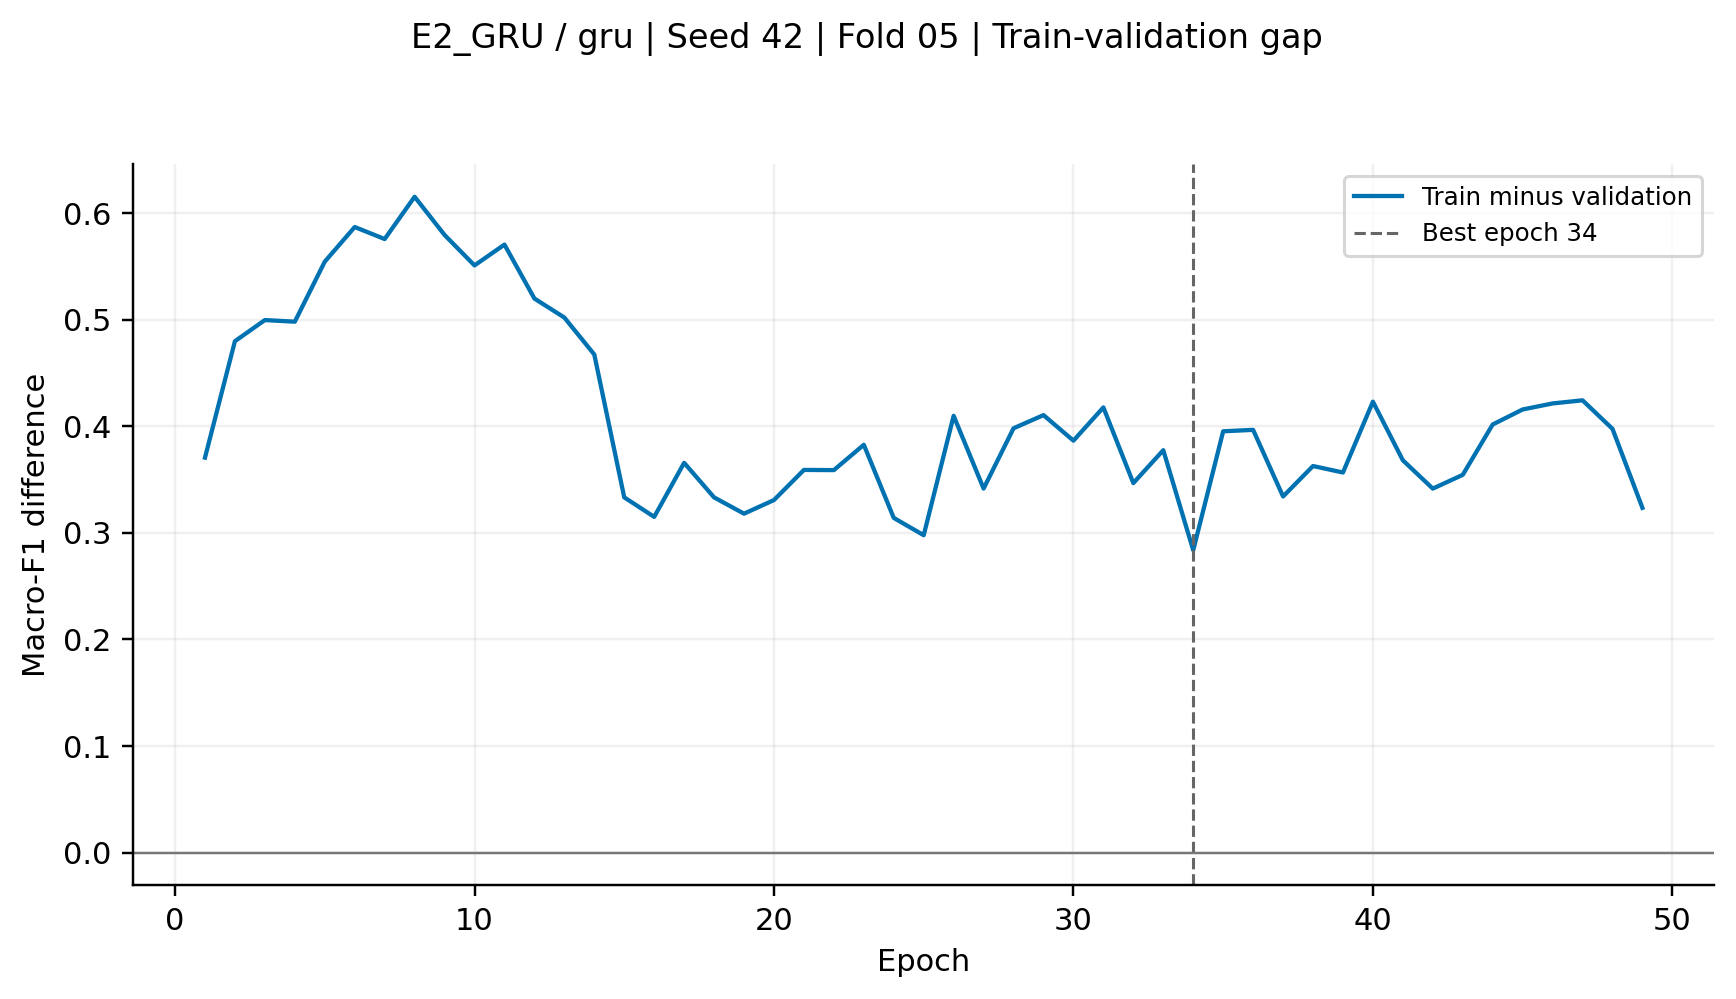 E2_GRU / gru | Seed 42 | Fold 05 | Train-validation gap
Train minus validation
Best epoch 34
Macro-F1 difference
0.6
0.5
0.4
0.3
0.2
0.1
0.0
0 10 20 30 40 50
Epoch